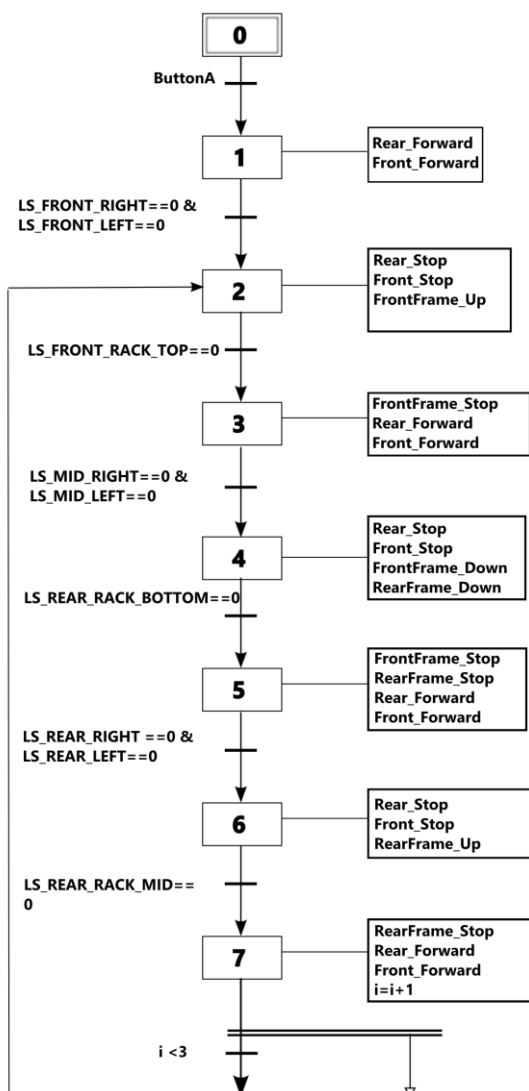 0
ButtonA
1
Rear_Forward
Front_Forward
LS_FRONT_RIGHT==0 &
LS_FRONT_LEFT==0
2
Rear_Stop
Front_Stop
FrontFrame_Up
LS_FRONT_RACK_TOP==0
3
FrontFrame_Stop
Rear_Forward
Front_Forward
LS_MID_RIGHT==0 &
LS_MID_LEFT==0
4
Rear_Stop
Front_Stop
FrontFrame_Down
RearFrame_Down
LS_REAR_RACK_BOTTOM==0
5
FrontFrame_Stop
RearFrame_Stop
Rear_Forward
Front_Forward
LS_REAR_RIGHT ==0 &
LS_REAR_LEFT==0
6
Rear_Stop
Front_Stop
RearFrame_Up
LS_REAR_RACK_MID==
0
7
RearFrame_Stop
Rear_Forward
Front_Forward
i=i+1
i <3